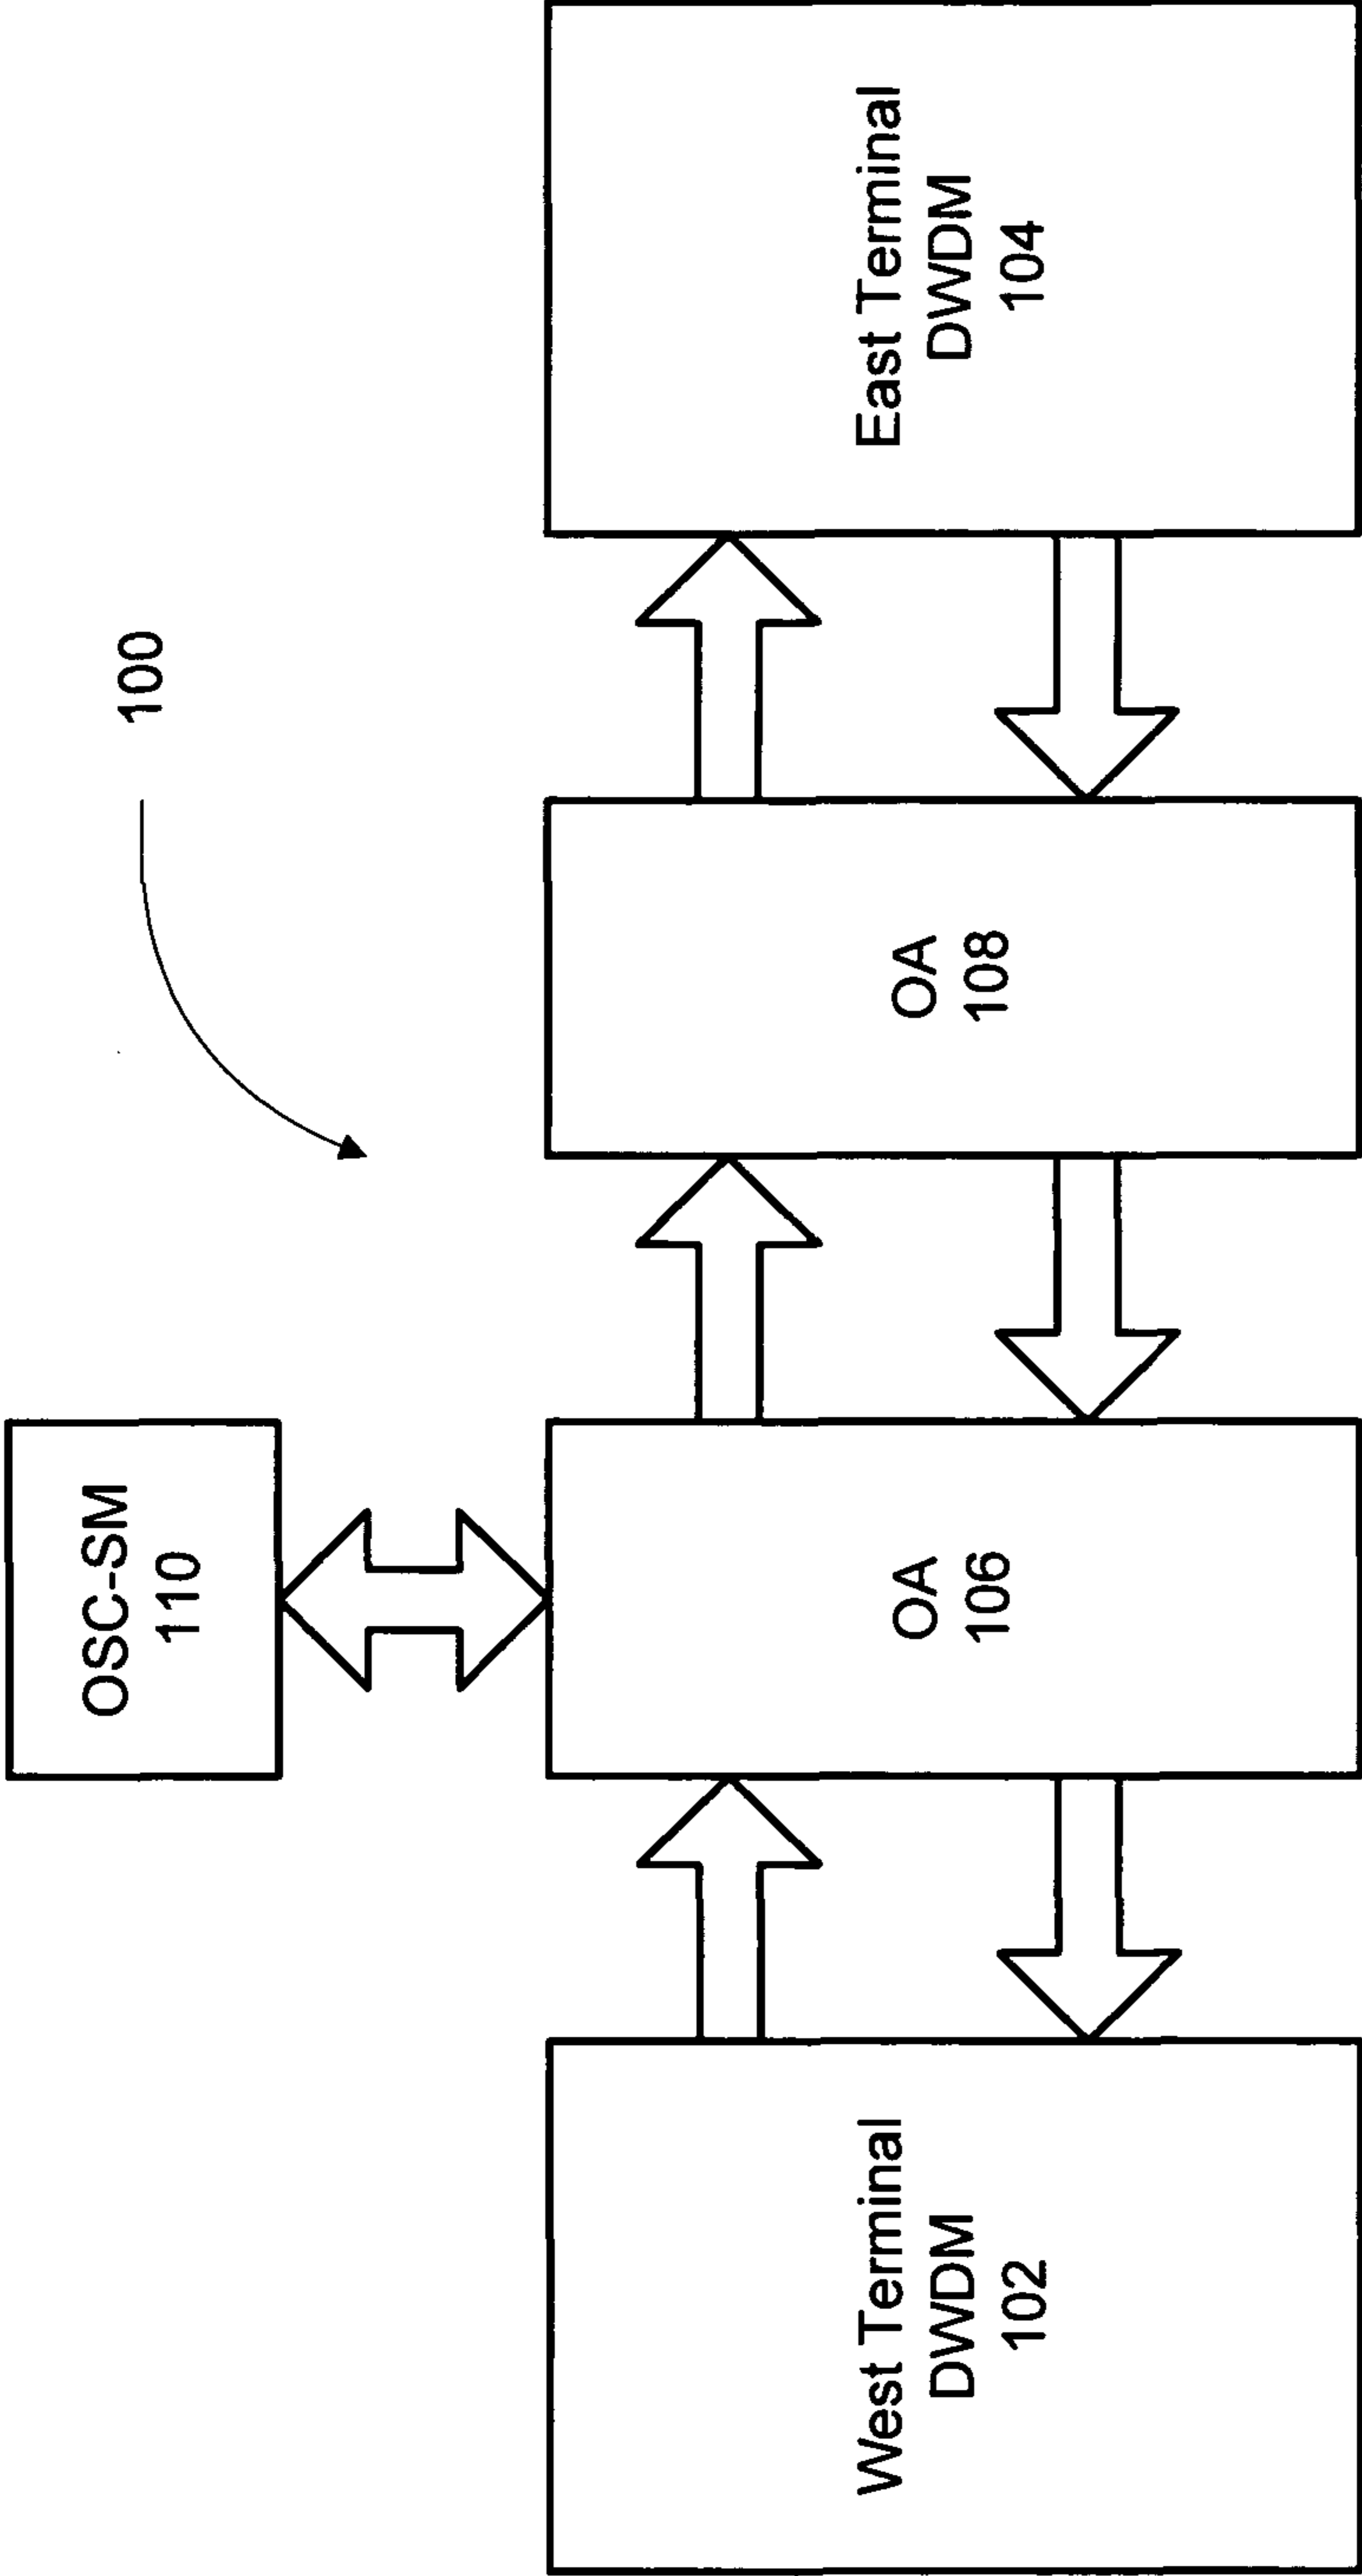 100
OSC-SM
110
West Terminal
DWDM
102
OA
106
OA
108
East Terminal
DWDM
104